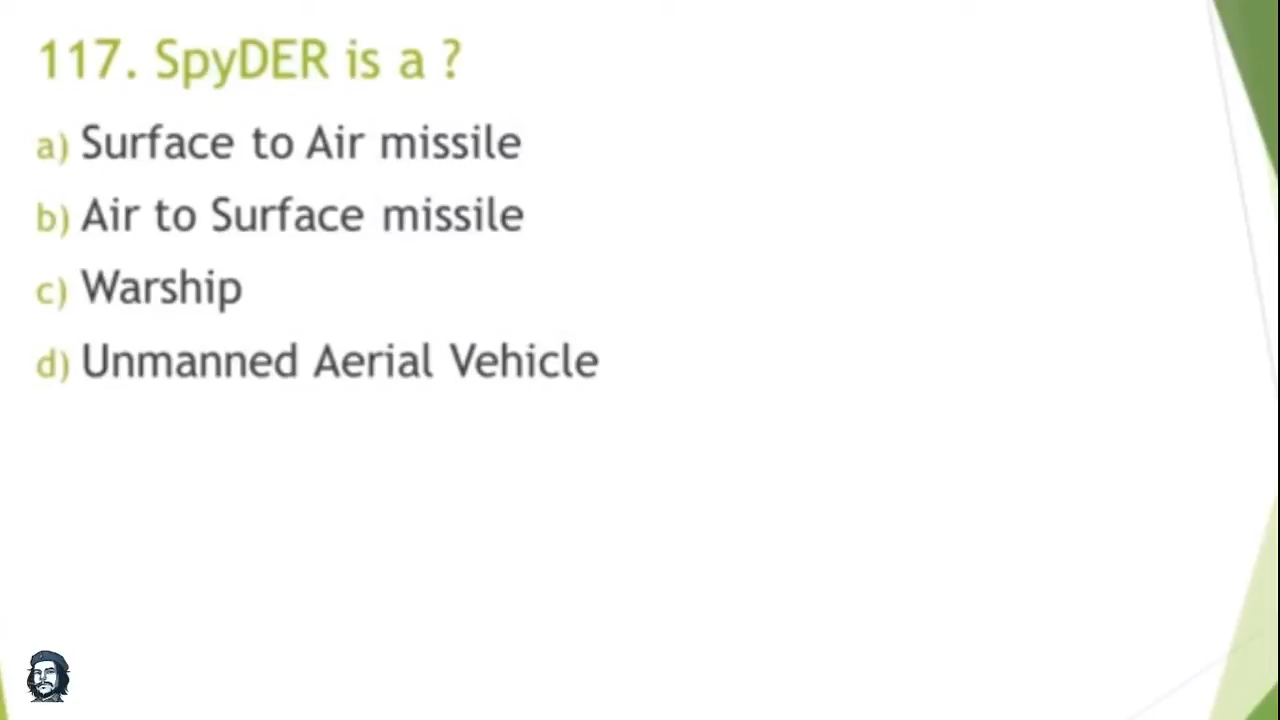 117. SpyDER is a ?
a) Surface to Air missile
b) Air to Surface missile
c) Warship
d) Unmanned Aerial Vehicle